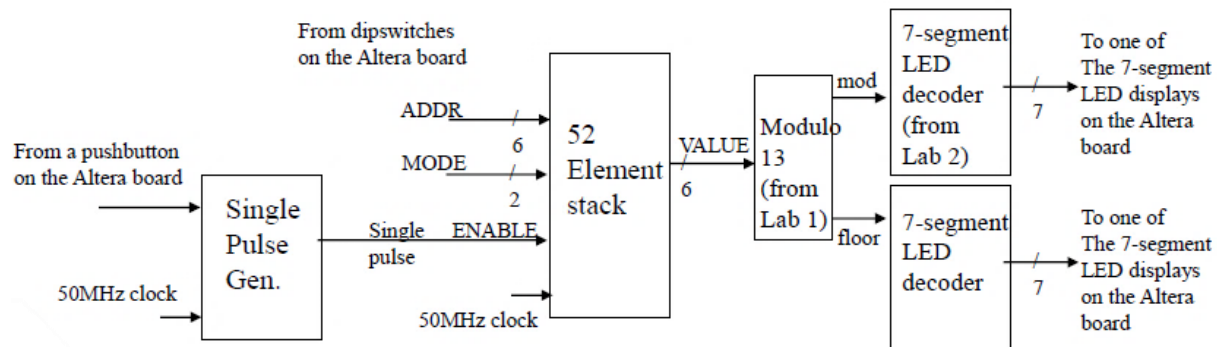 From a pushbutton
on the Altera board
50MHz clock
Single
Pulse
Gen.
Single
pulse
From dipswitches
on the Altera board
ADDR
6
MODE
2
ENABLE
50MHz clock
52
Element
stack
VALUE
6
Modulo
13
(from
Lab 1)
mod
floor
7-segment
LED
decoder
(from
Lab 2)
7
To one of
The 7-segment
LED displays
on the Altera
board
7-segment
LED
decoder
7
To one of
The 7-segment
LED displays
on the Altera
board